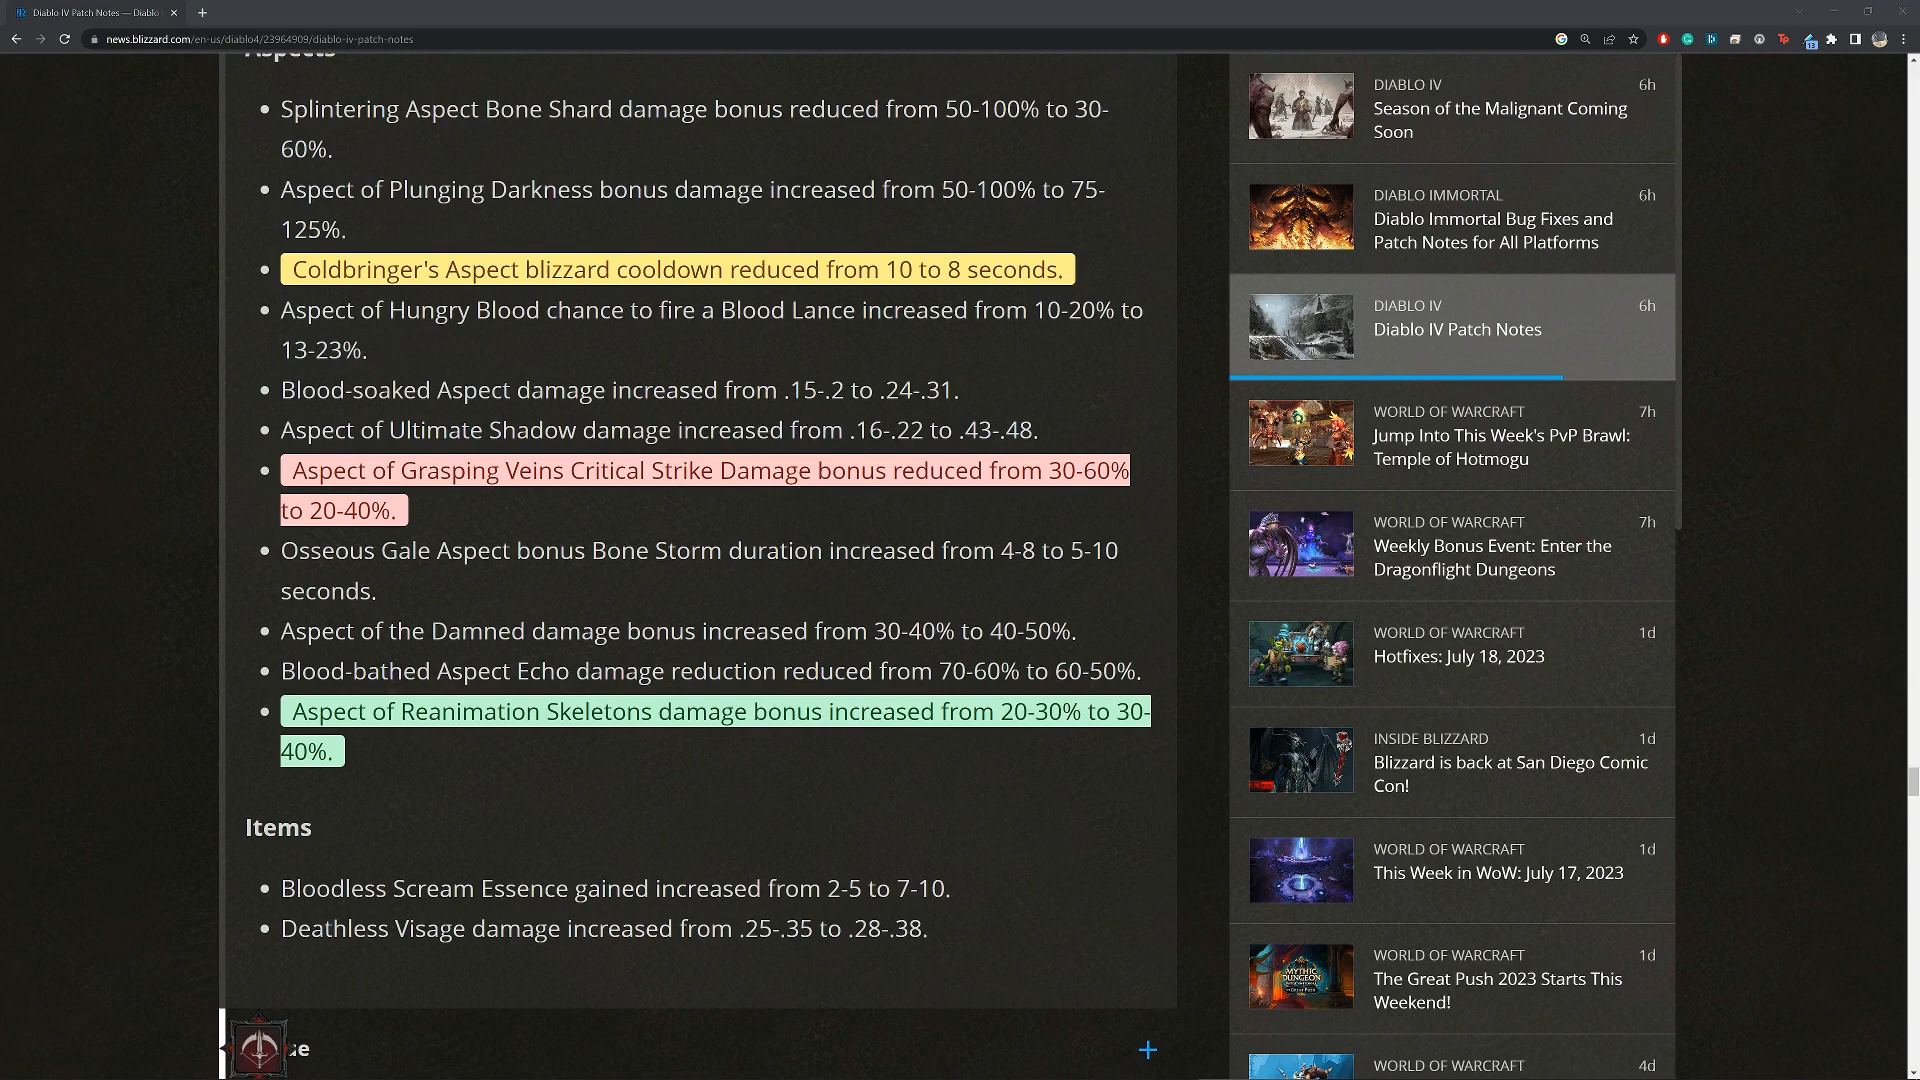 Diablo IV Patch Notes — Diablo
news.blizzard.com/en-us/diablo4/23964909/diablo-iv-patch-notes
13
Aspects
Splintering Aspect Bone Shard damage bonus reduced from 50-100% to 30-
60%.
Aspect of Plunging Darkness bonus damage increased from 50-100% to 75-
125%.
Coldbringer's Aspect blizzard cooldown reduced from 10 to 8 seconds.
Aspect of Hungry Blood chance to fire a Blood Lance increased from 10-20% to
13-23%.
Blood-soaked Aspect damage increased from .15-.2 to .24-.31.
Aspect of Ultimate Shadow damage increased from .16-.22 to .43-.48.
Aspect of Grasping Veins Critical Strike Damage bonus reduced from 30-60%
to 20-40%.
Osseous Gale Aspect bonus Bone Storm duration increased from 4-8 to 5-10
seconds.
Aspect of the Damned damage bonus increased from 30-40% to 40-50%.
Blood-bathed Aspect Echo damage reduction reduced from 70-60% to 60-50%.
Aspect of Reanimation Skeletons damage bonus increased from 20-30% to 30-
40%.
Items
Bloodless Scream Essence gained increased from 2-5 to 7-10.
Deathless Visage damage increased from .25-.35 to .28-.38.
DIABLO IV 6h
Season of the Malignant Coming
Soon
DIABLO IMMORTAL 6h
Diablo Immortal Bug Fixes and
Patch Notes for All Platforms
DIABLO IV 6h
Diablo IV Patch Notes
WORLD OF WARCRAFT 7h
Jump Into This Week's PvP Brawl:
Temple of Hotmogu
WORLD OF WARCRAFT 7h
Weekly Bonus Event: Enter the
Dragonflight Dungeons
WORLD OF WARCRAFT 1d
Hotfixes: July 18, 2023
INSIDE BLIZZARD 1d
Blizzard is back at San Diego Comic
Con!
WORLD OF WARCRAFT 1d
This Week in WoW: July 17, 2023
MYTHIC
DUNGEON
WORLD OF WARCRAFT 1d
The Great Push 2023 Starts This
Weekend!
WORLD OF WARCRAFT 4d